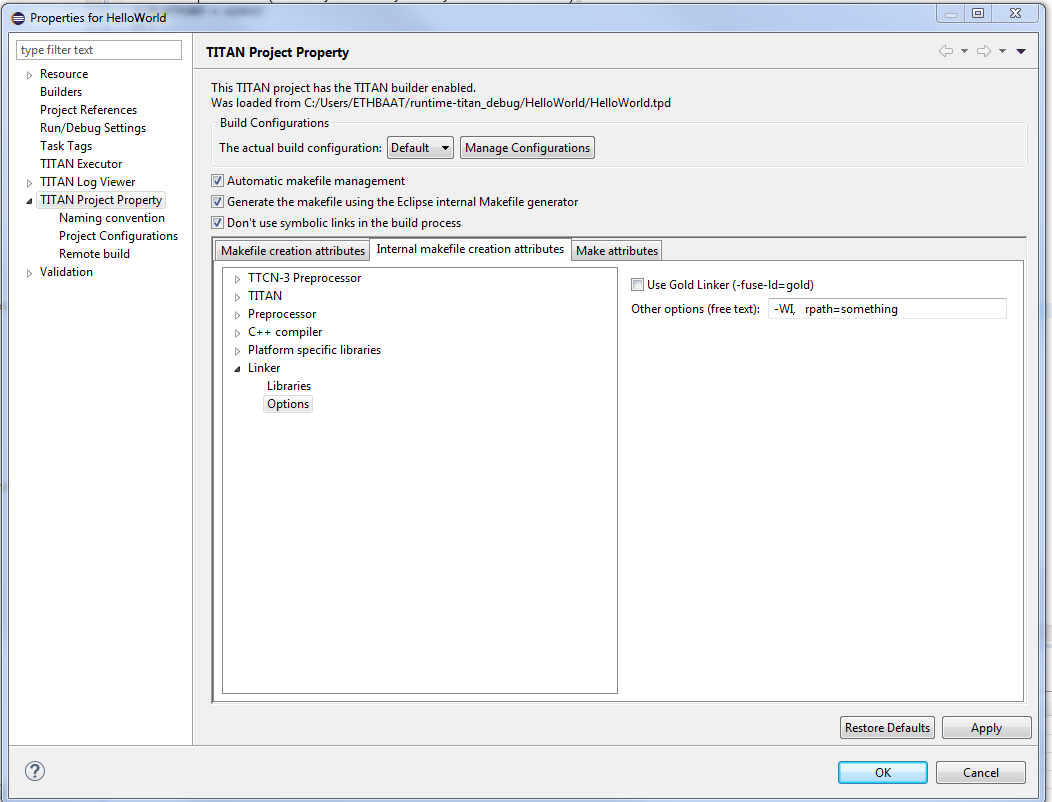 Properties for HelloWorld
type filter text
Resource
Builders
Project References
Run/Debug Settings
Task Tags
TITAN Executor
TITAN Log Viewer
TITAN Project Property
Naming convention
Project Configurations
Remote build
Validation
TITAN Project Property
This TITAN project has the TITAN builder enabled.
Was loaded from C:/Users/ETHBAAT/runtime-titan_debug/HelloWorld/HelloWorld.tpd
Build Configurations
The actual build configuration: Default Manage Configurations
Automatic makefile management
Generate the makefile using the Eclipse internal Makefile generator
Don't use symbolic links in the build process
Makefile creation attributes Internal makefile creation attributes Make attributes
TTCN-3 Preprocessor
TITAN
Preprocessor
C++ compiler
Platform specific libraries
Linker
Libraries
Options
Use Gold Linker (-fuse-ld=gold)
Other options (free text): -Wl, rpath=something
Restore Defaults Apply
OK Cancel